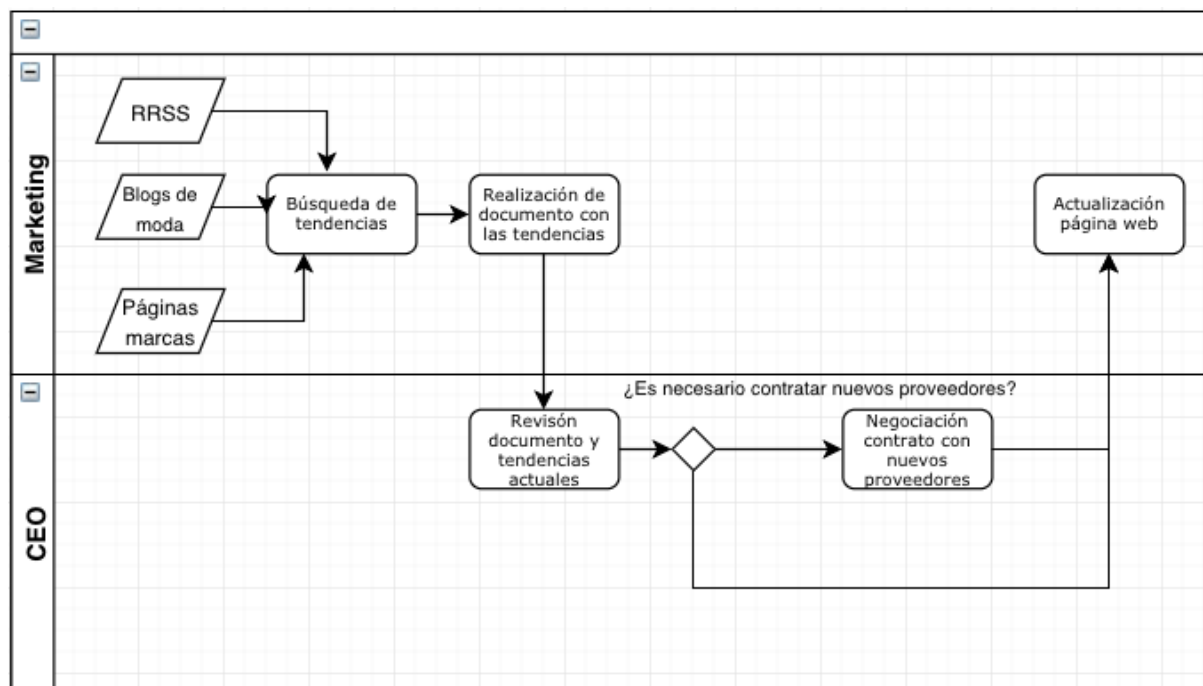 Marketing
RRSS
Blogs de
moda
Páginas
marcas
Búsqueda de
tendencias
Realización de
documento con
las tendencias
Actualización
página web
CEO
¿Es necesario contratar nuevos proveedores?
Revisón
documento y
tendencias
actuales
Negociación
contrato con
nuevos
proveedores